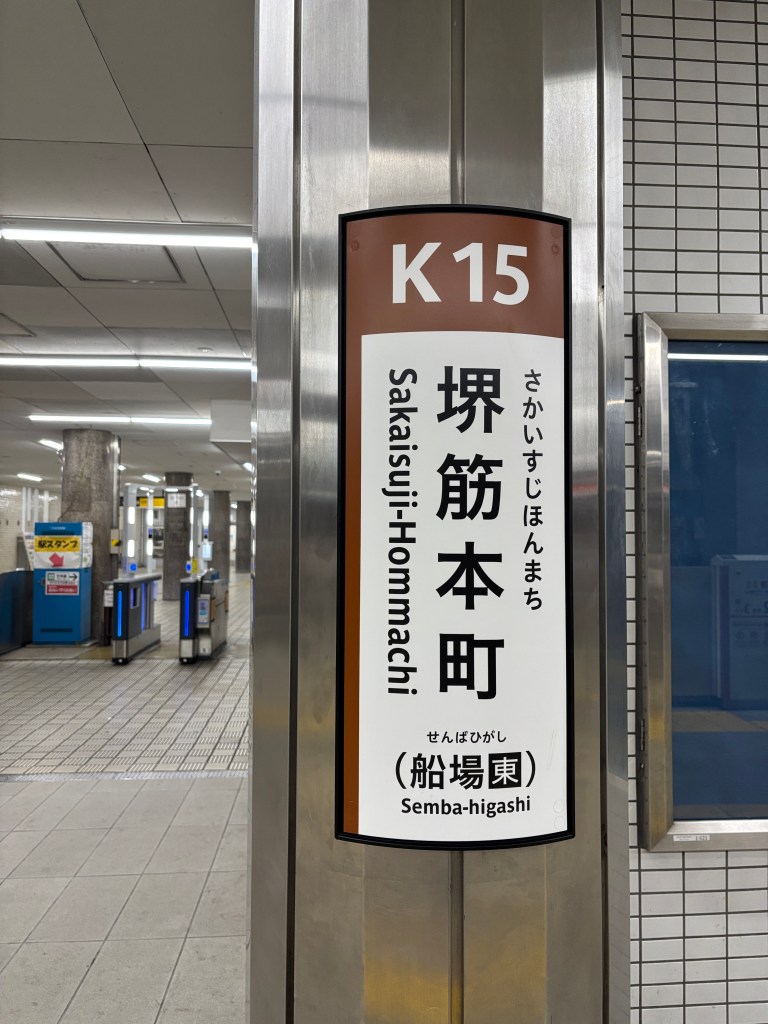 K15
さかいすじほんまち
堺筋本町
Sakaisuji-Hommachi
せんばひがし
（船場東）
Semba-higashi
駅スタンプ